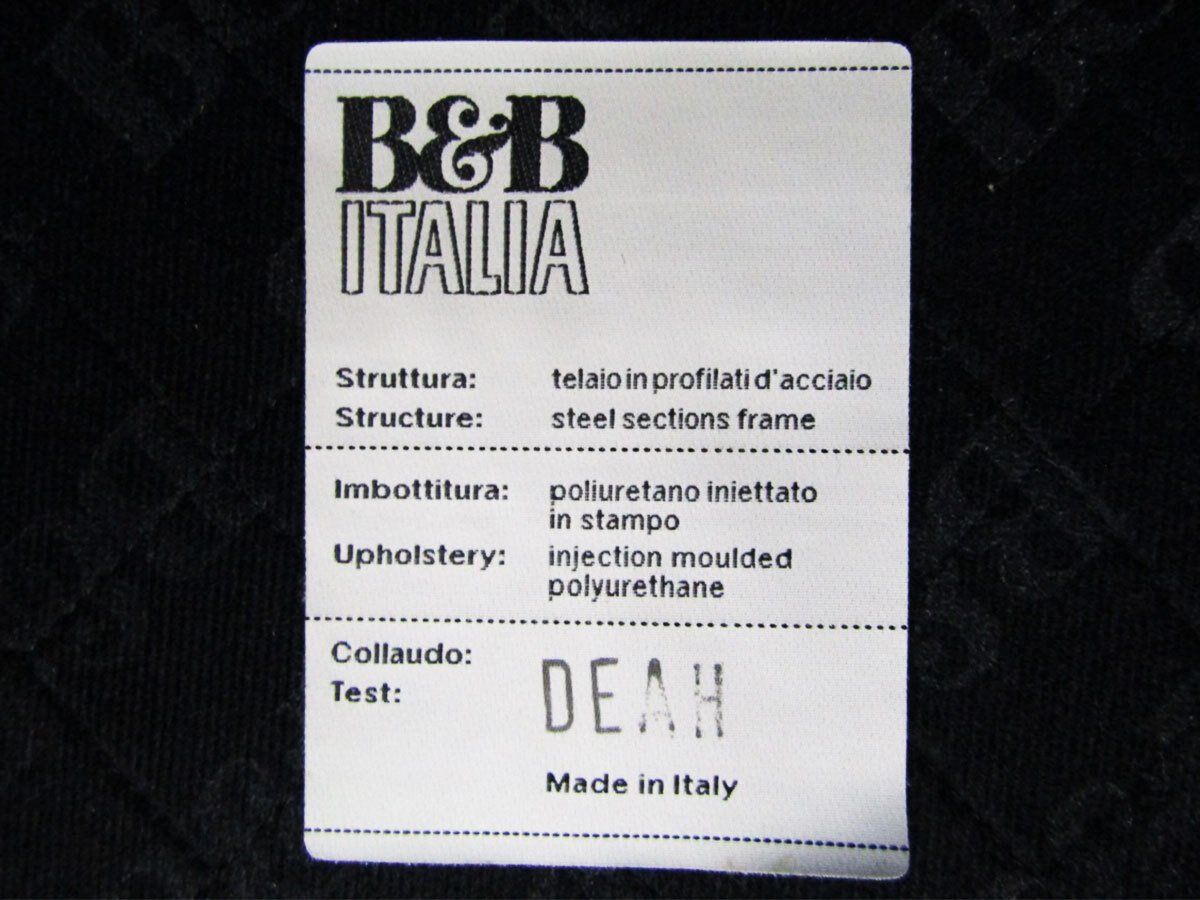 B&B
ITALIA
Struttura: telaio in profilati d'acciaio
Structure: steel sections frame
Imbottitura: poliuretano iniettato
in stampo
Upholstery: injection moulded
polyurethane
Collaudo:
Test: DEAH
Made in Italy